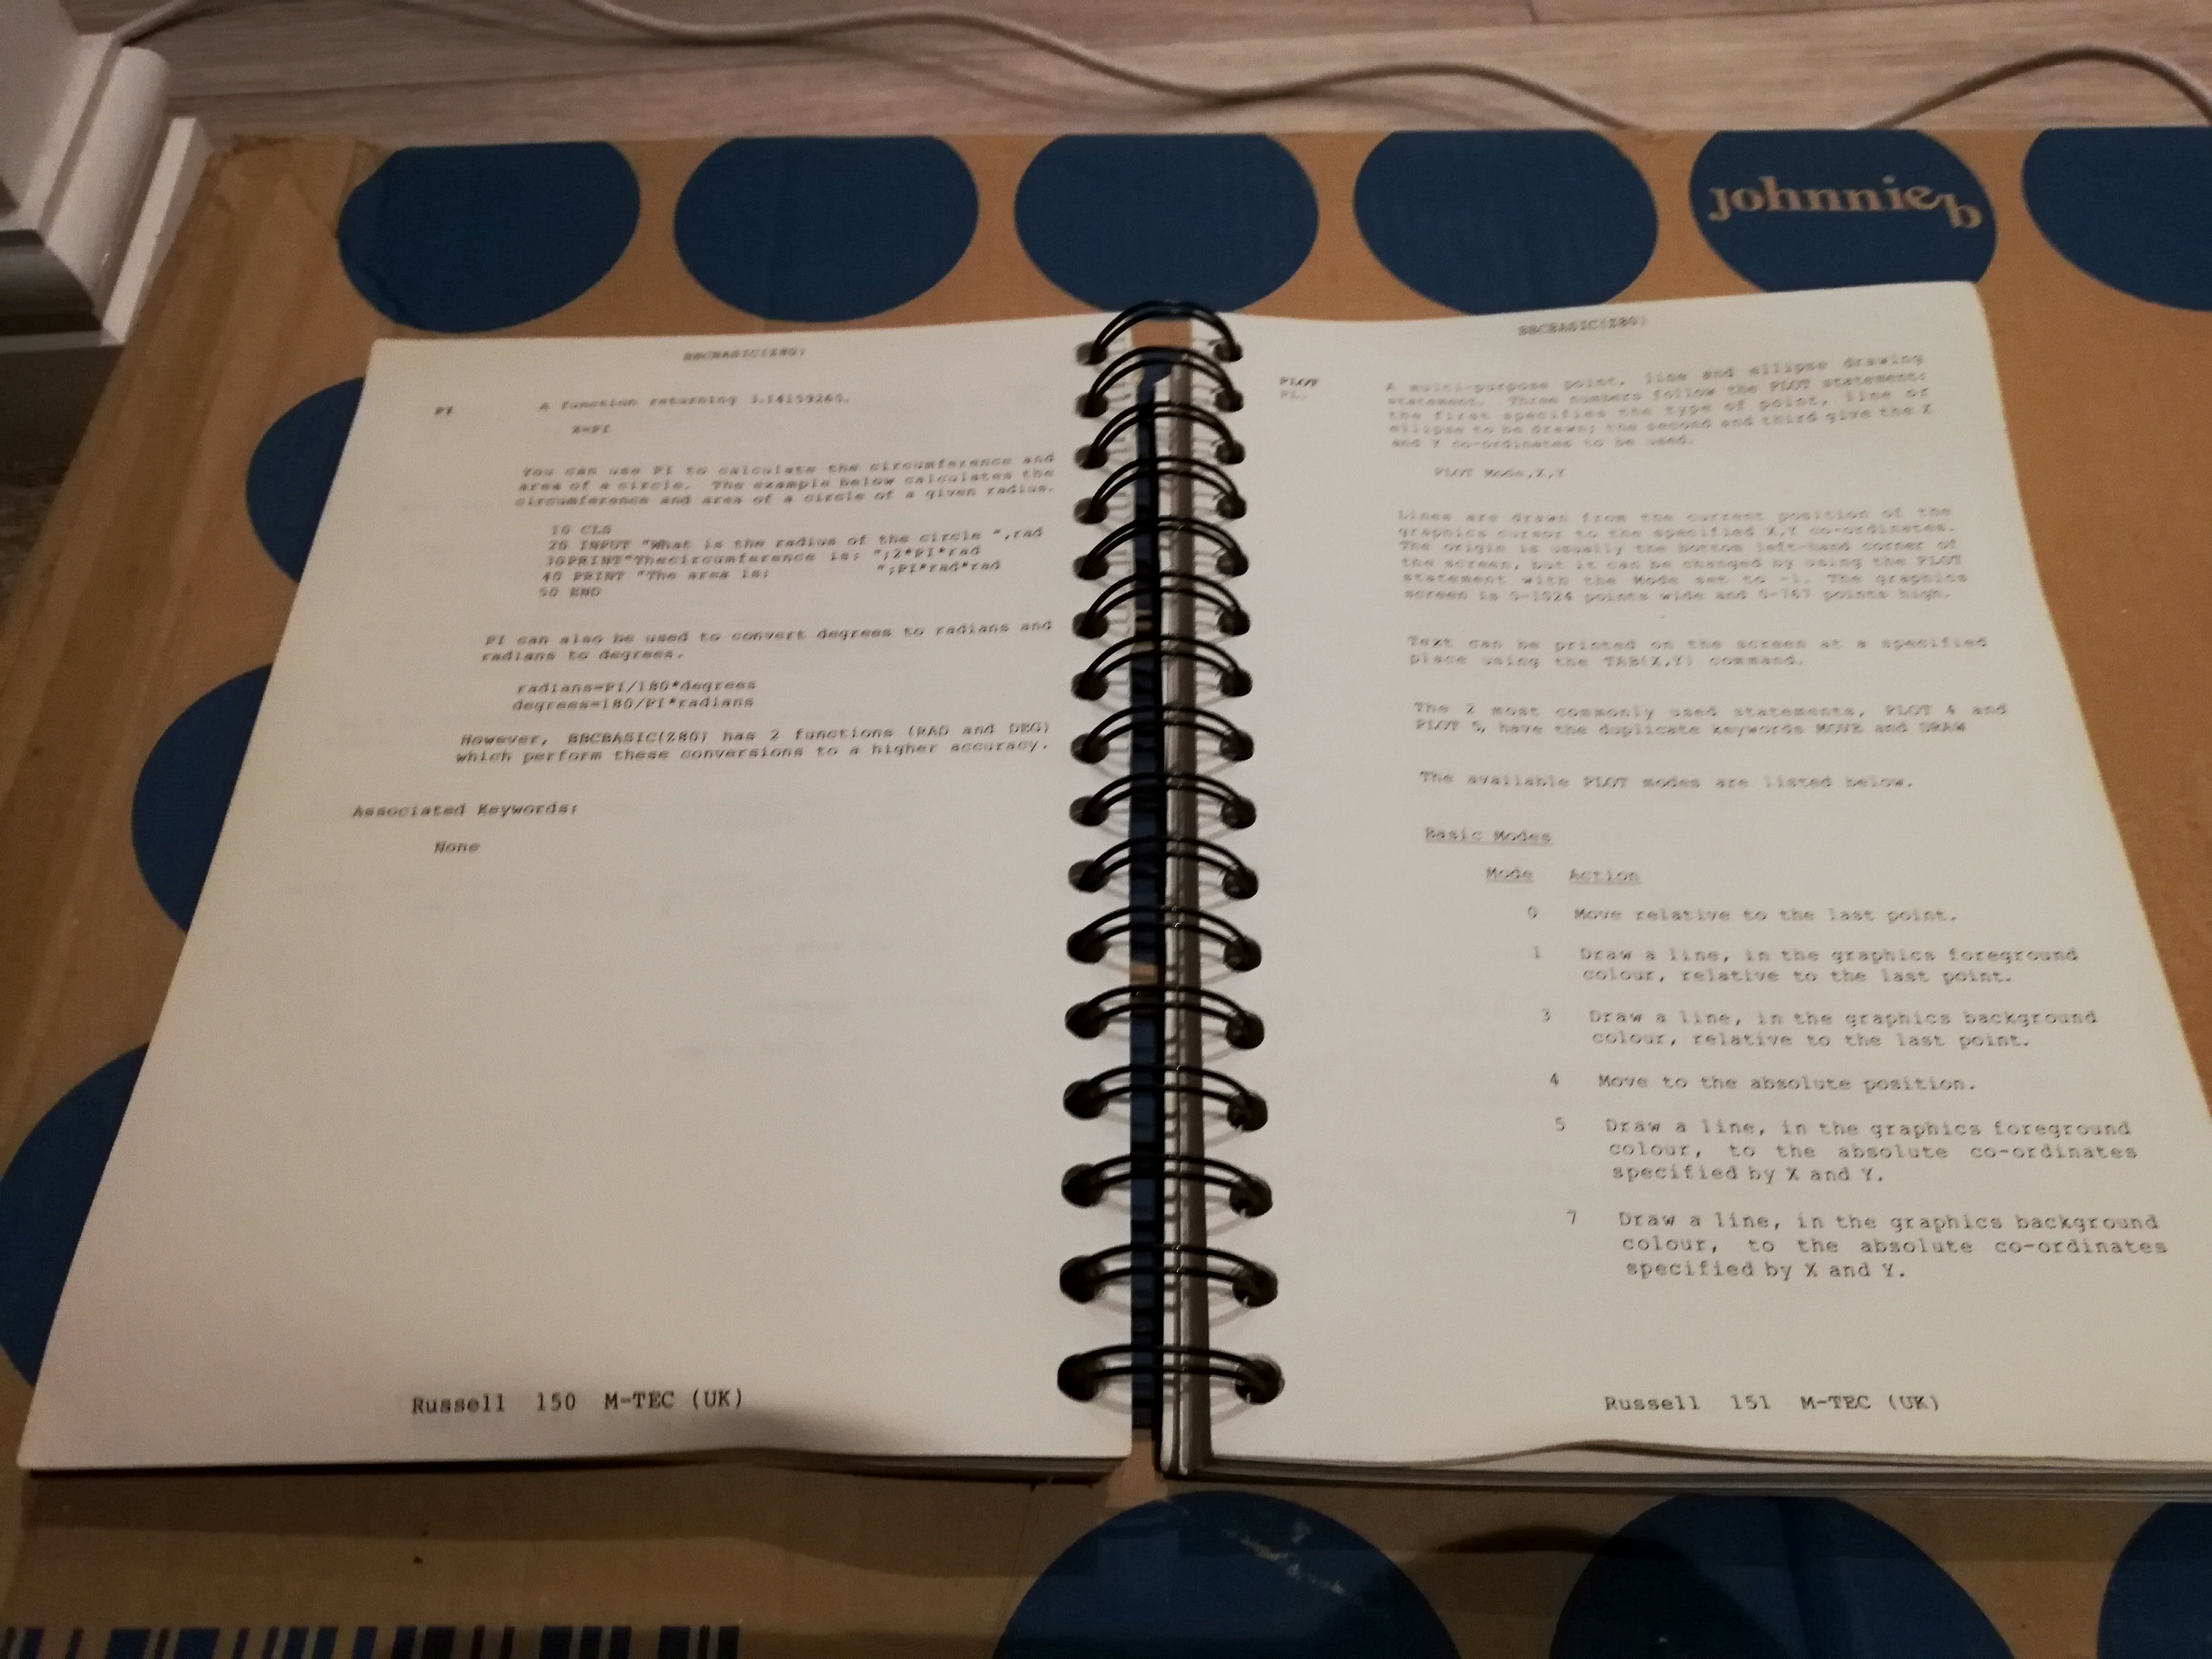 johnnieb
BBCBASIC(Z80)
PI
A function returning 3.14159265.
X=PI
You can use PI to calculate the circumference and
area of a circle. The example below calculates the
circumference and area of a circle of a given radius.
10 CLS
20 INPUT "What is the radius of the circle ",rad
30PRINT"Thecircumference is: ";2*PI*rad
40 PRINT "The area is: ";PI*rad*rad
50 END
PI can also be used to convert degrees to radians and
radians to degrees.
radians=PI/180*degrees
degrees=180/PI*radians
However, BBCBASIC(Z80) has 2 functions (RAD and DEG)
which perform these conversions to a higher accuracy.
Associated Keywords:
None
Russell 150 M-TEC (UK)
BBCBASIC(Z80)
PLOT
PL.
A multi-purpose point, line and ellipse drawing
statement. Three numbers follow the PLOT statement:
the first specifies the type of point, line or
ellipse to be drawn; the second and third give the X
and Y co-ordinates to be used.
PLOT Mode,X,Y
Lines are drawn from the current position of the
graphics cursor to the specified X,Y co-ordinates.
The origin is usually the bottom left-hand corner of
the screen, but it can be changed by using the PLOT
statement with the Mode set to -1. The graphics
screen is 0-1024 points wide and 0-767 points high.
Text can be printed on the screen at a specified
place using the TAB(X,Y) command.
The 2 most commonly used statements, PLOT 4 and
PLOT 5, have the duplicate keywords MOVE and DRAW
The available PLOT modes are listed below.
Basic Modes
Mode Action
0 Move relative to the last point.
1 Draw a line, in the graphics foreground
colour, relative to the last point.
3 Draw a line, in the graphics background
colour, relative to the last point.
4 Move to the absolute position.
5 Draw a line, in the graphics foreground
colour, to the absolute co-ordinates
specified by X and Y.
7 Draw a line, in the graphics background
colour, to the absolute co-ordinates
specified by X and Y.
Russell 151 M-TEC (UK)